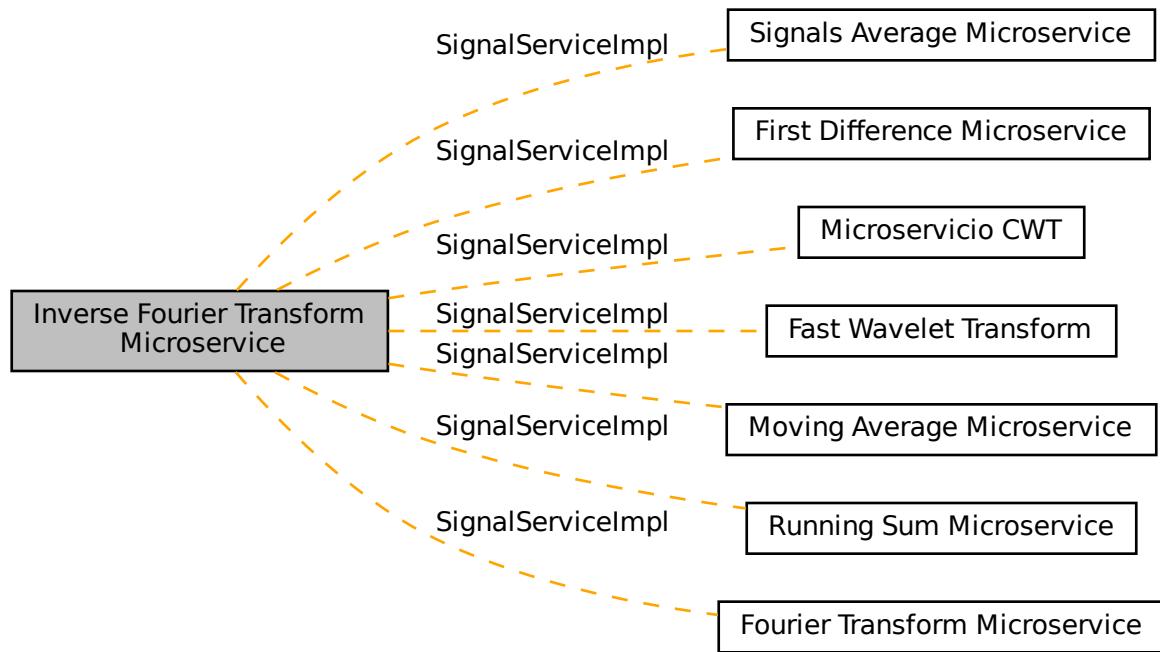 SignalServiceImpl
Signals Average Microservice
SignalServiceImpl
First Difference Microservice
SignalServiceImpl
Microservicio CWT
Inverse Fourier Transform
Microservice
SignalServiceImpl
Fast Wavelet Transform
SignalServiceImpl
Moving Average Microservice
SignalServiceImpl
Running Sum Microservice
SignalServiceImpl
Fourier Transform Microservice